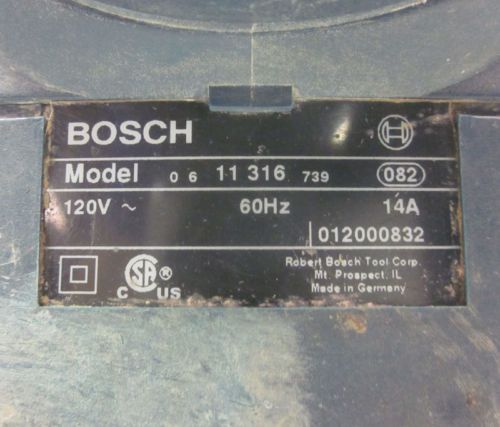 BOSCH
Model 0 6 11 316 739 082
120V ~ 60Hz 14A
012000832
Robert Bosch Tool Corp.
Mt. Prospect, IL
Made in Germany
C SA ® US